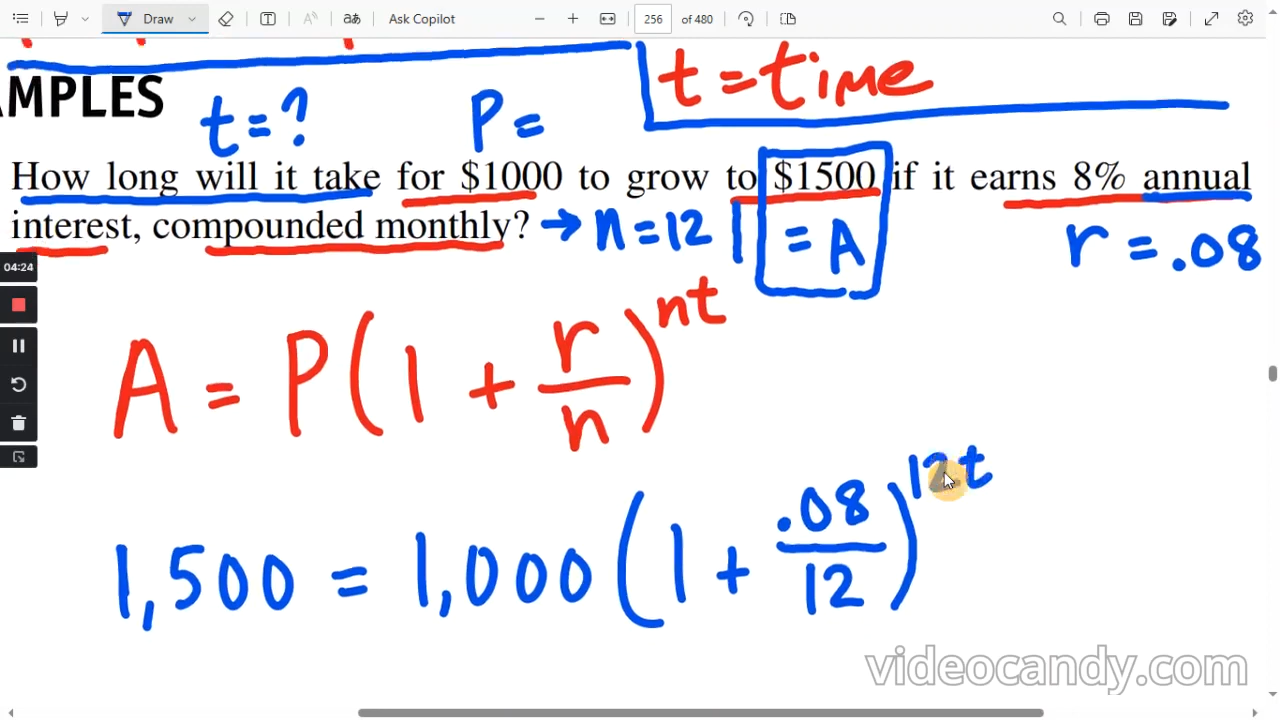 Draw Ask Copilot 256 of 480
t = time
AMPLES
t = ? P =
How long will it take for $1000 to grow to $1500 if it earns 8% annual
interest, compounded monthly? → n = 12 | = A r = .08
04:24
A = P(1 + r/n)^nt
1,500 = 1,000(1 + .08/12)^12t
videocandy.com